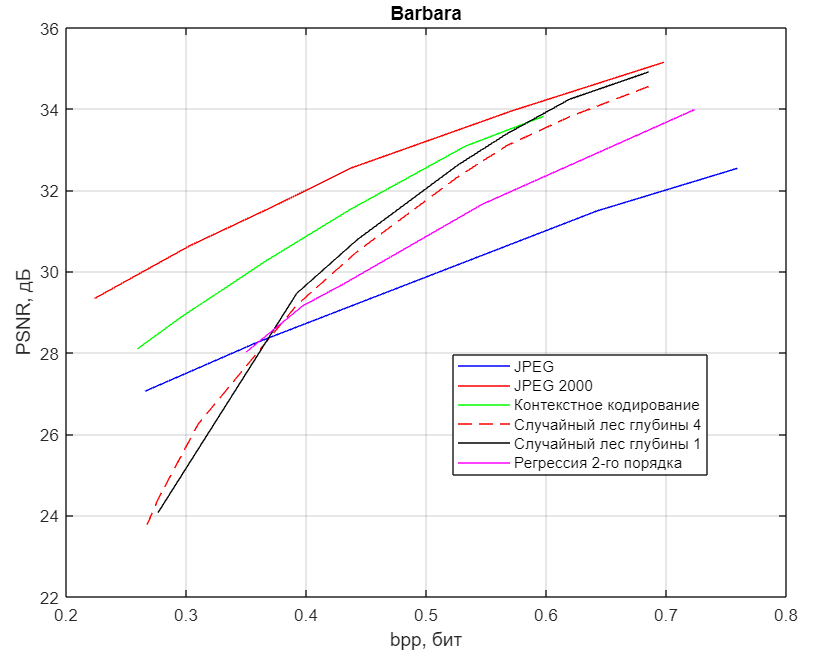 Barbara
36
34
32
30
28
26
24
22
PSNR, дБ
JPEG
JPEG 2000
Контекстное кодирование
Случайный лес глубины 4
Случайный лес глубины 1
Регрессия 2-го порядка
0.2 0.3 0.4 0.5 0.6 0.7 0.8
bpp, бит